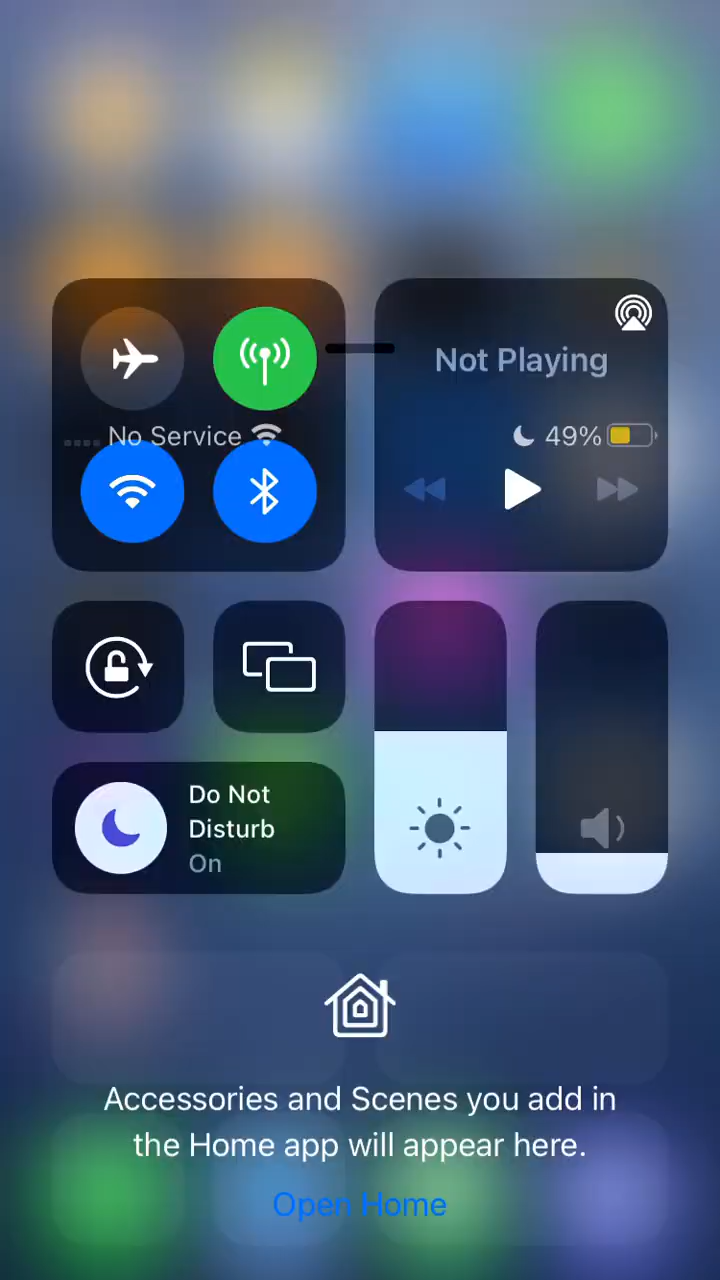 Not Playing
No Service
49%
Do Not
Disturb
On
Accessories and Scenes you add in
the Home app will appear here.
Open Home